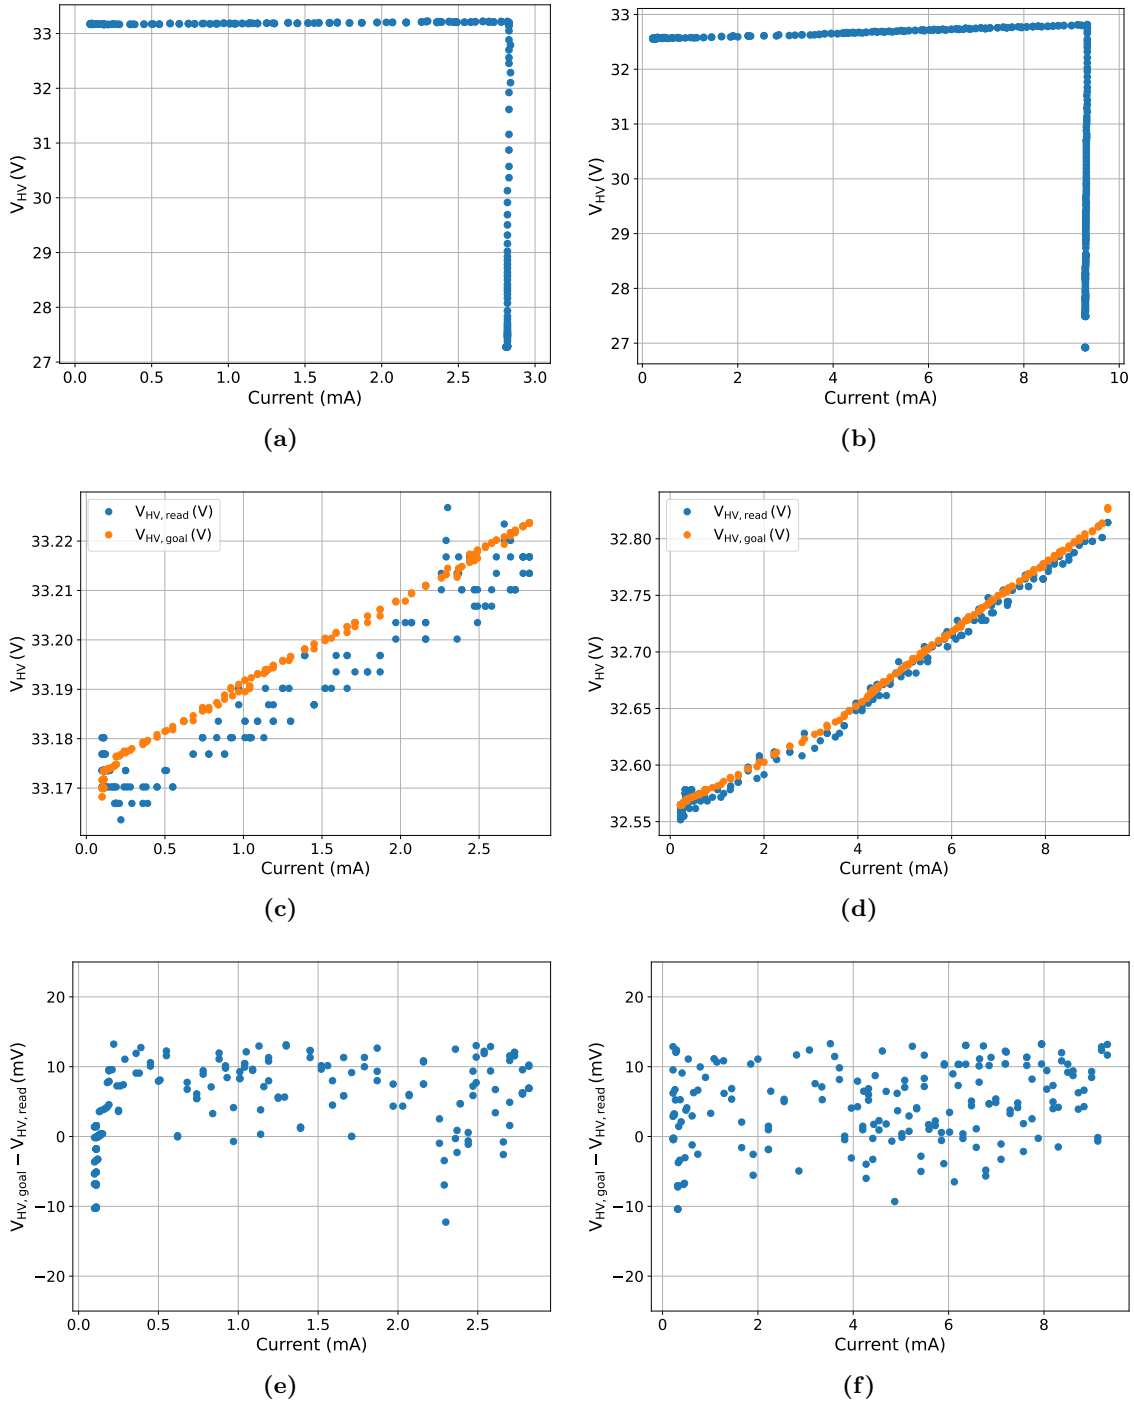 33
32
31
30
29
28
27
V_HV (V)
0.0 0.5 1.0 1.5 2.0 2.5 3.0
Current (mA)
(a)
33
32
31
30
29
28
27
V_HV (V)
0 2 4 6 8 10
Current (mA)
(b)
V_HV, read (V)
V_HV, goal (V)
33.22
33.21
33.20
33.19
33.18
33.17
V_HV (V)
0.0 0.5 1.0 1.5 2.0 2.5
Current (mA)
(c)
V_HV, read (V)
V_HV, goal (V)
32.80
32.75
32.70
32.65
32.60
32.55
V_HV (V)
0 2 4 6 8
Current (mA)
(d)
20
10
0
−10
−20
V_HV, goal − V_HV, read (mV)
0.0 0.5 1.0 1.5 2.0 2.5
Current (mA)
(e)
20
10
0
−10
−20
V_HV, goal − V_HV, read (mV)
0 2 4 6 8
Current (mA)
(f)